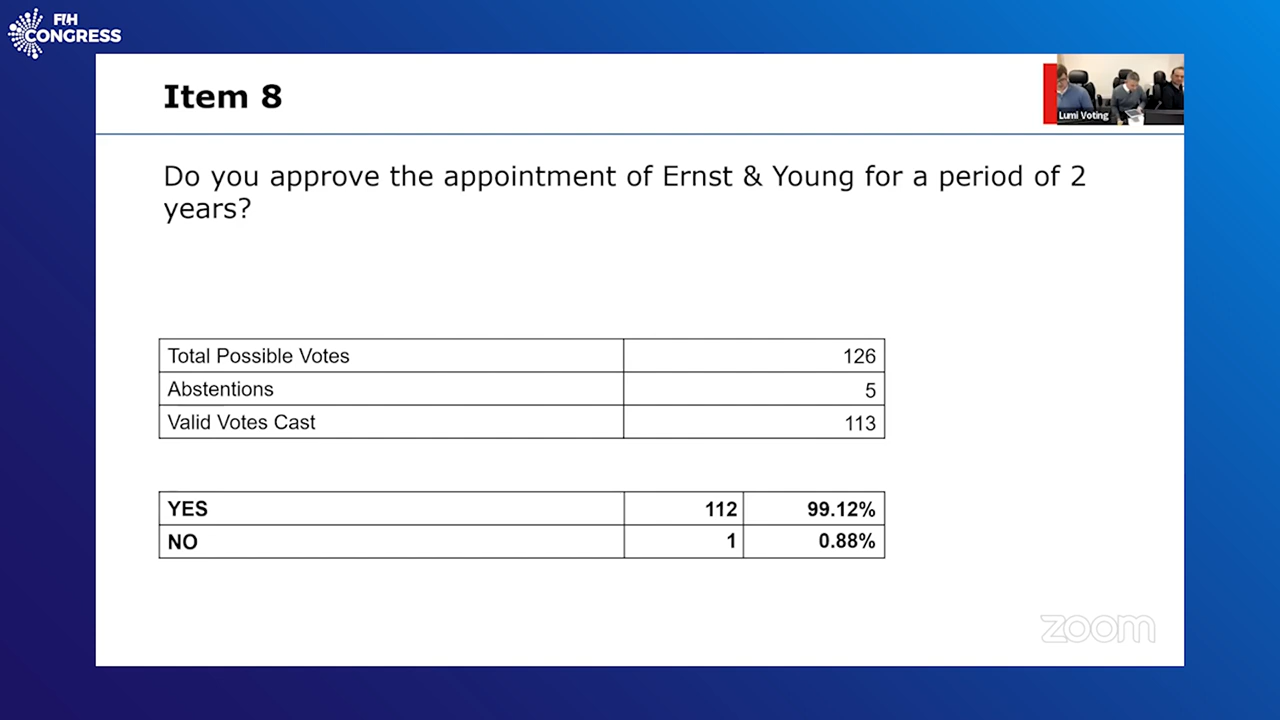 FIH
CONGRESS
Item 8
Lumi Voting
Do you approve the appointment of Ernst & Young for a period of 2
years?
Total Possible Votes 126
Abstentions 5
Valid Votes Cast 113
YES 112 99.12%
NO 1 0.88%
zoom